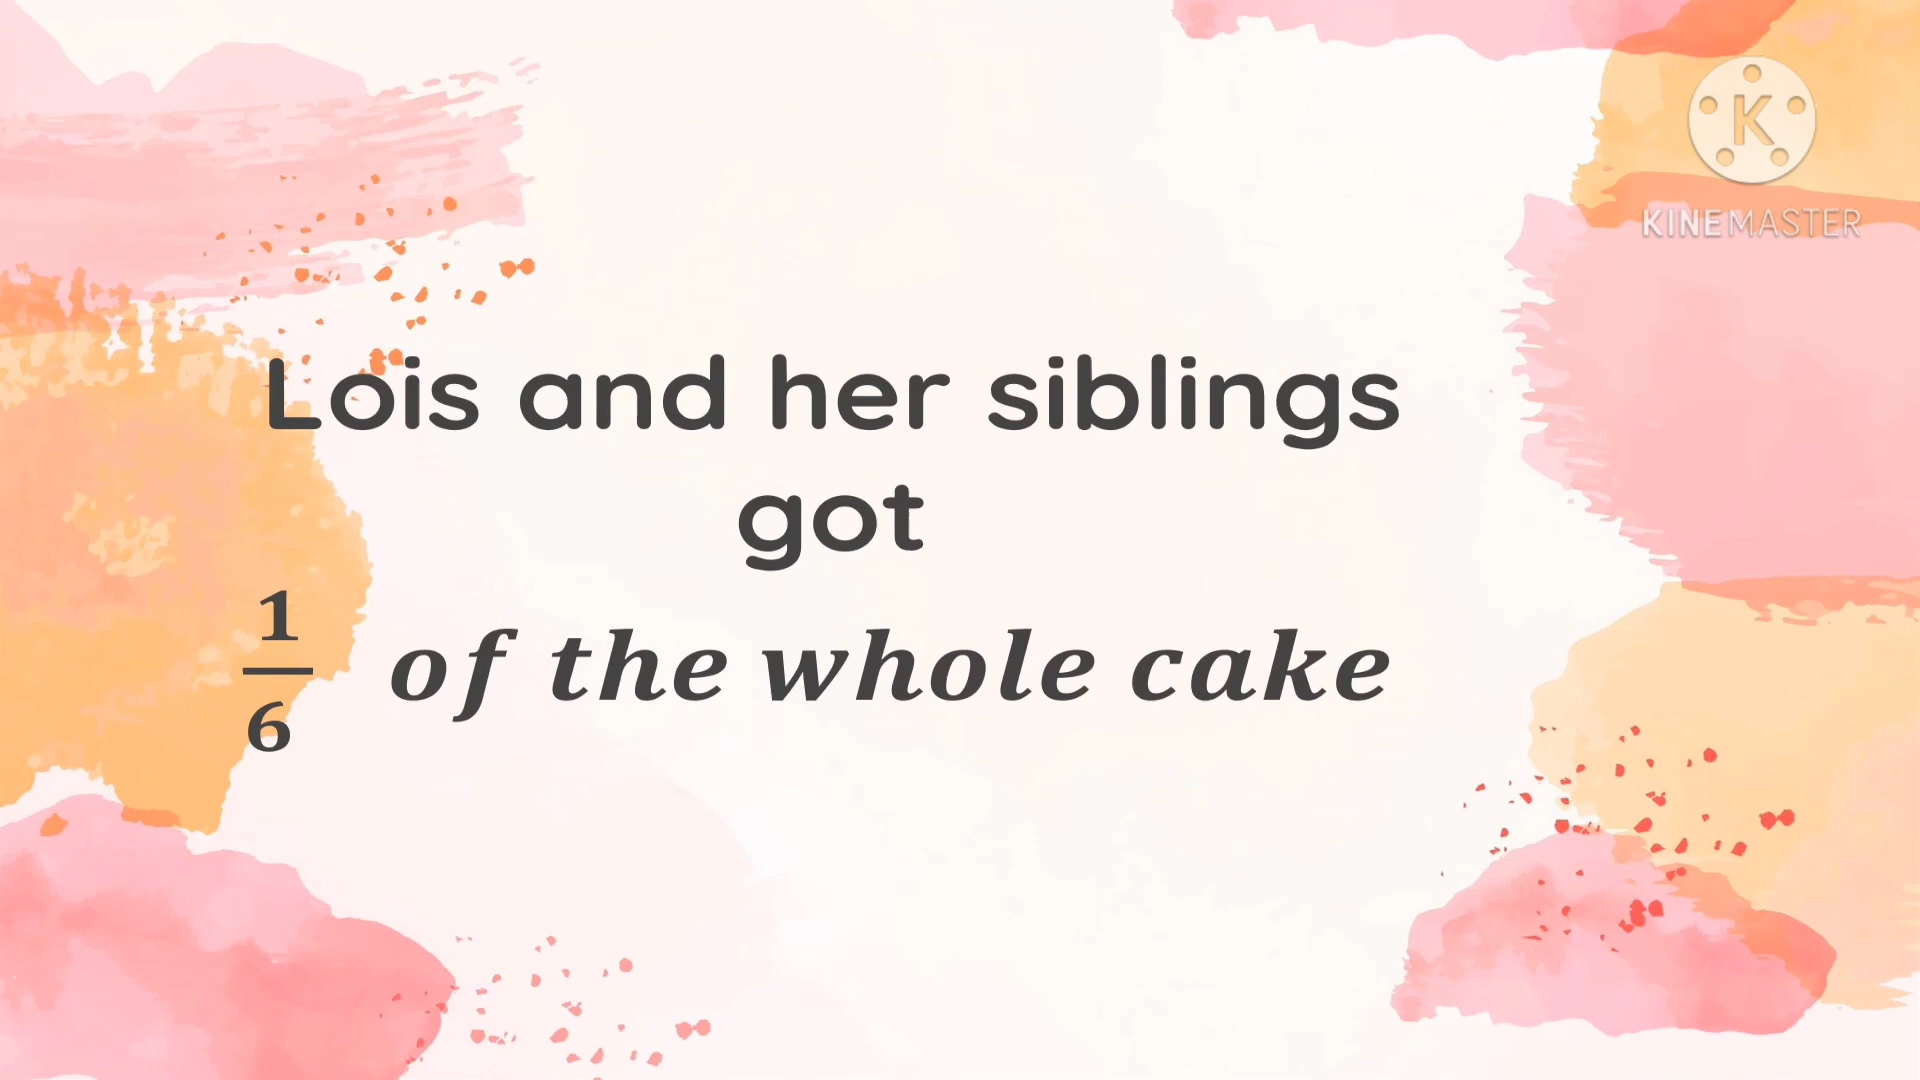 K
KINEMASTER
Lois and her siblings
got
1/6 of the whole cake